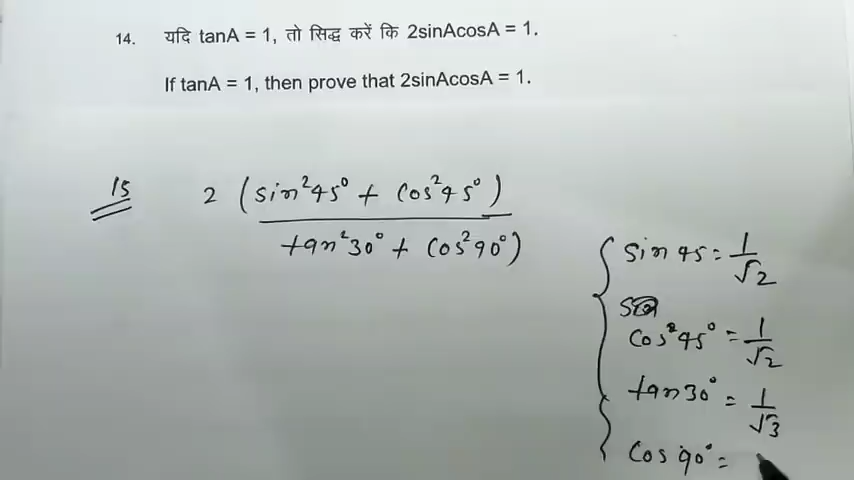 14. यदि tanA = 1, तो सिद्ध करें कि 2sinAcosA = 1.
If tanA = 1, then prove that 2sinAcosA = 1.
15 2 (sin²45° + cos²45°)
tan²30° + cos²90°)
sin 45 = 1/√2
cos²45° = 1/√2
tan 30° = 1/√3
cos 90° =